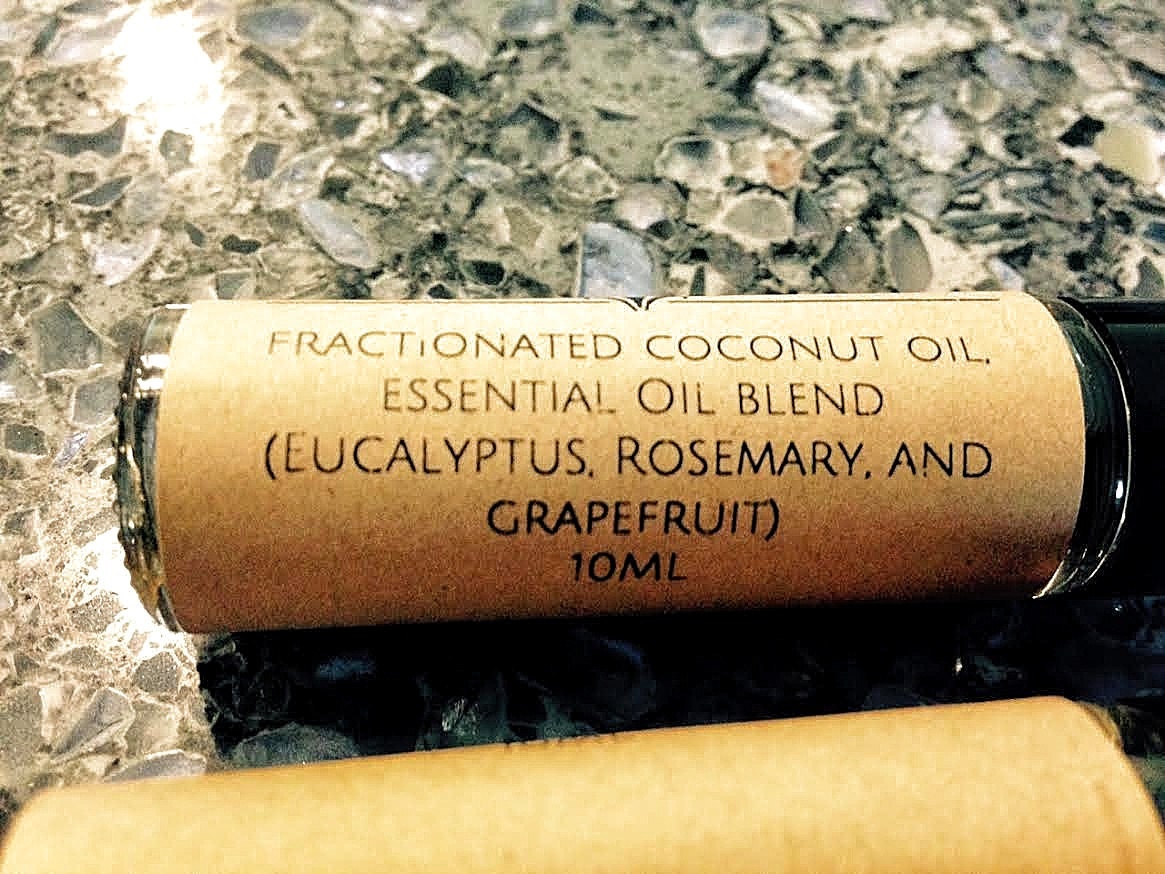 FRACTiONATED COCONUT OIL,
ESSENTIAL OIL BLEND
(EUCALYPTUS, ROSEMARY, AND
GRAPEFRUIT)
10ML